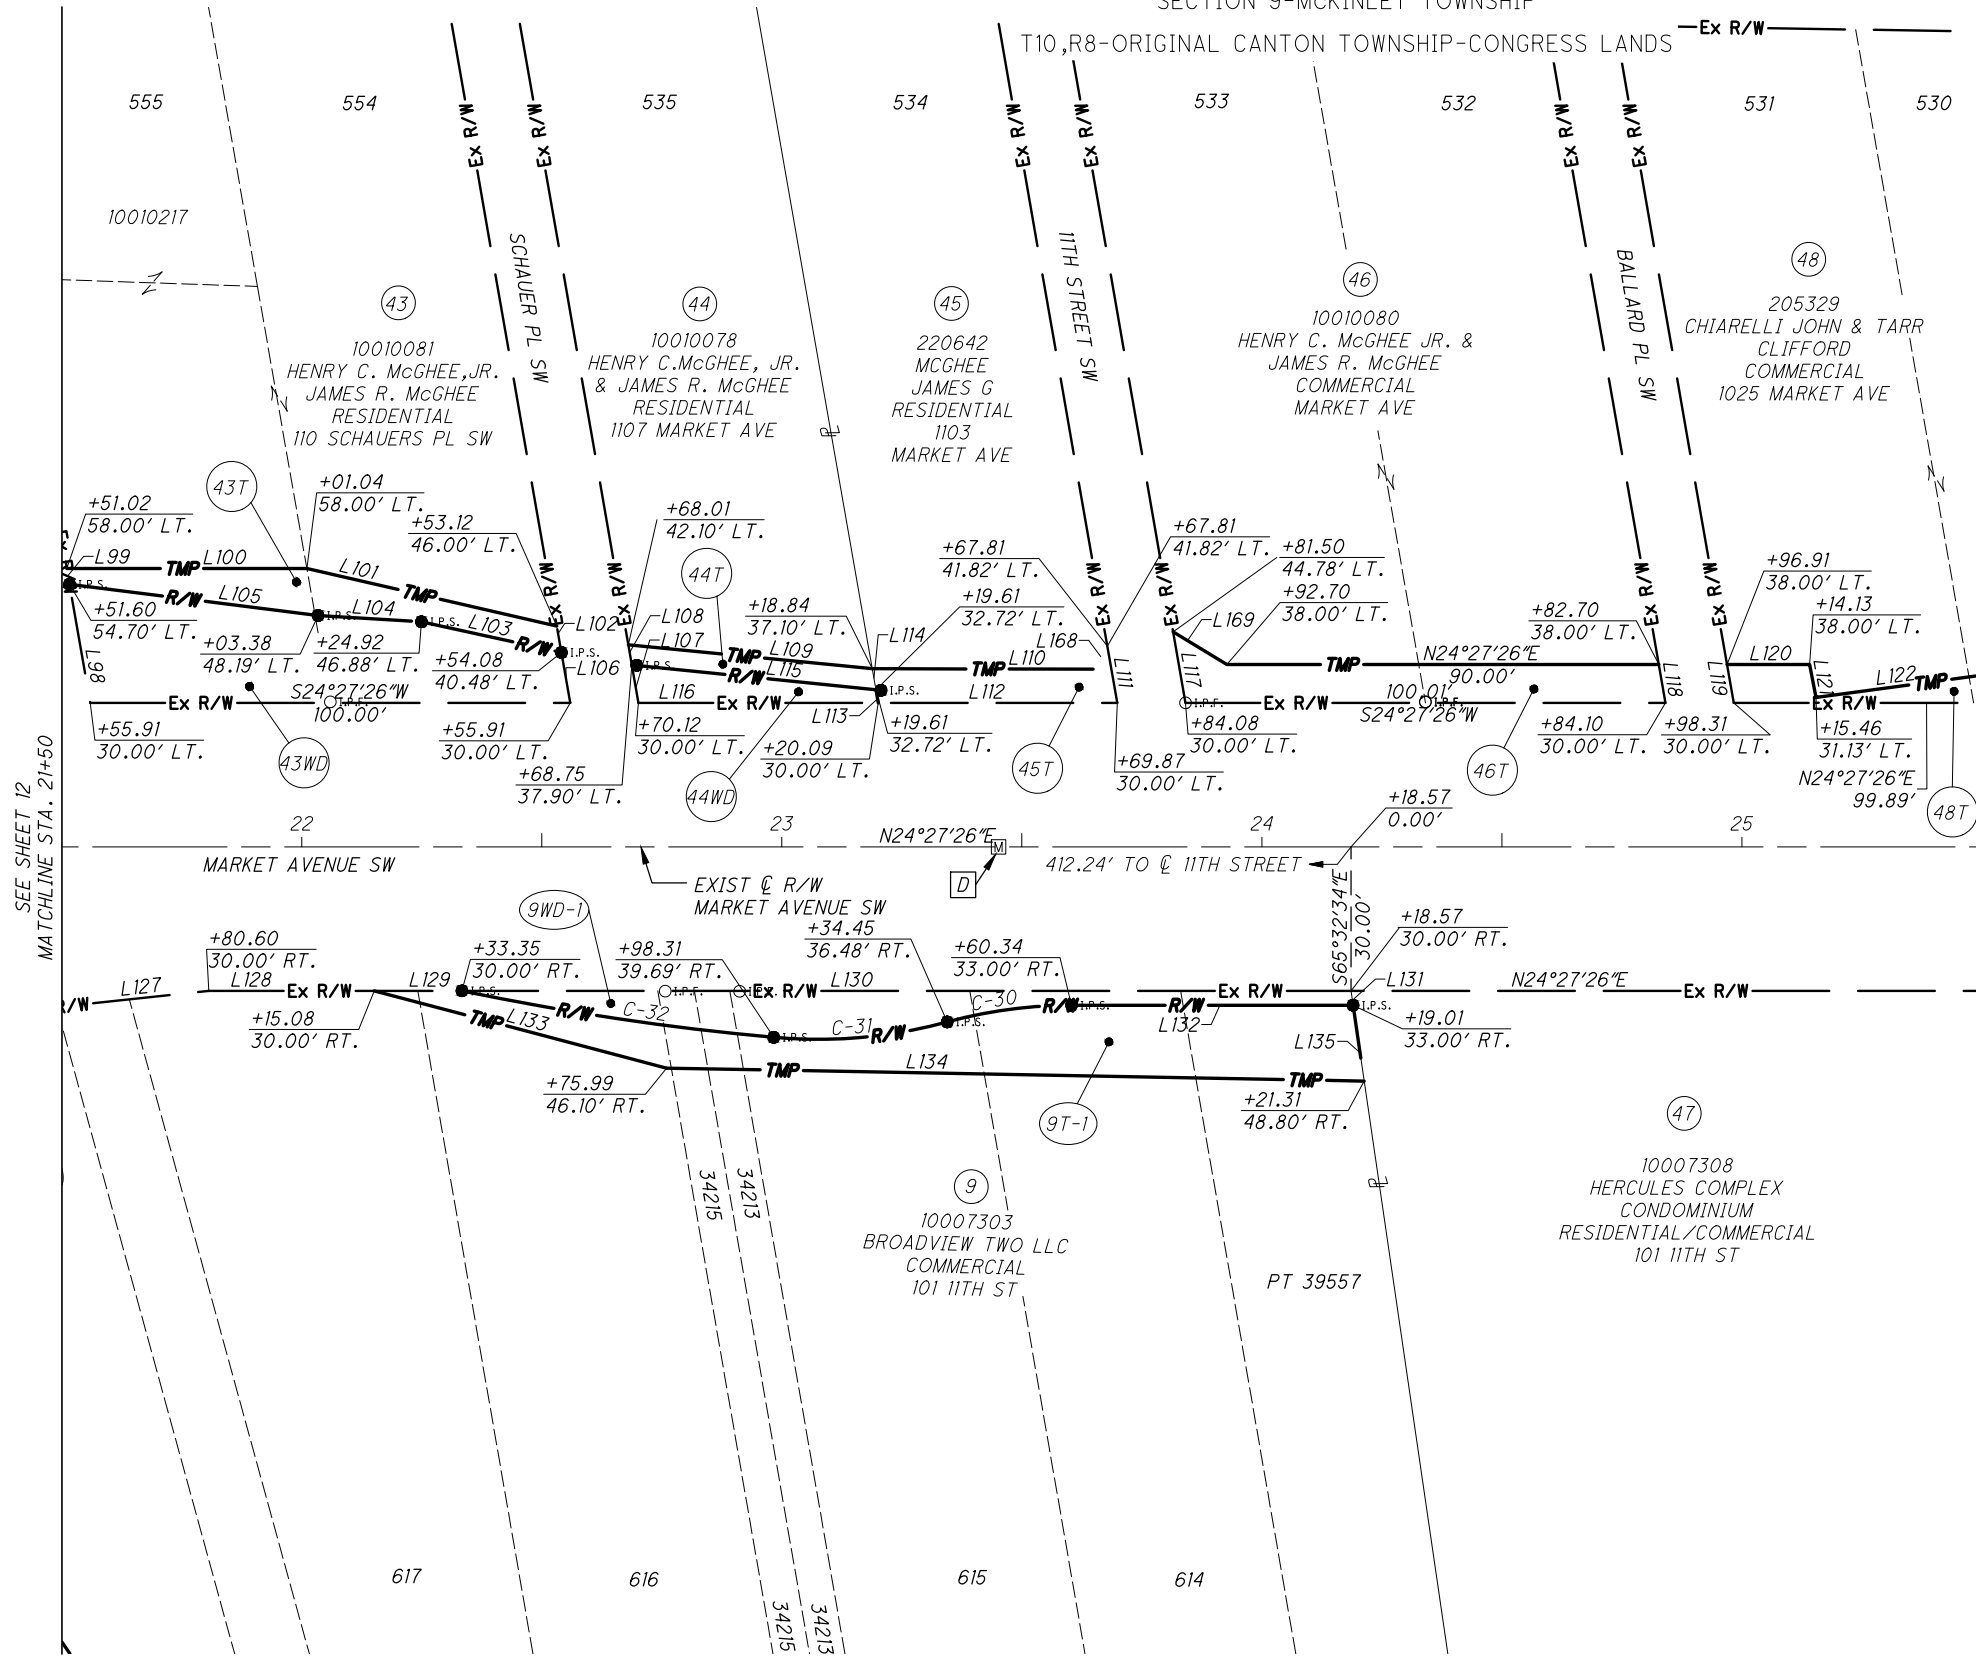 SECTION 9-MCKINLEY TOWNSHIP
T10,R8-ORIGINAL CANTON TOWNSHIP-CONGRESS LANDS
Ex R/W
555
554
535
534
533
532
531
530
Ex R/W
Ex R/W
Ex R/W
Ex R/W
Ex R/W
Ex R/W
10010217
SCHAUER PL SW
11TH STREET SW
BALLARD PL SW
43
10010081
HENRY C. McGHEE,JR.
JAMES R. McGHEE
RESIDENTIAL
110 SCHAUERS PL SW
44
10010078
HENRY C.McGHEE, JR.
& JAMES R. McGHEE
RESIDENTIAL
1107 MARKET AVE
45
220642
MCGHEE
JAMES G
RESIDENTIAL
1103
MARKET AVE
46
10010080
HENRY C. McGHEE JR. &
JAMES R. McGHEE
COMMERCIAL
MARKET AVE
48
205329
CHIARELLI JOHN & TARR
CLIFFORD
COMMERCIAL
1025 MARKET AVE
43T
+51.02
58.00' LT.
+01.04
58.00' LT.
+53.12
46.00' LT.
+68.01
42.10' LT.
44T
+67.81
41.82' LT.
+67.81
41.82' LT.
+81.50
44.78' LT.
+92.70
38.00' LT.
+82.70
38.00' LT.
+96.91
38.00' LT.
+14.13
38.00' LT.
+18.84
37.10' LT.
+19.61
32.72' LT.
L99
TMP
L100
L101
TMP
Ex R/W
Ex R/W
Ex R/W
Ex R/W
Ex R/W
Ex R/W
I.P.S.
R/W
L105
L104
I.P.S.
I.P.S.
L103
R/W
L102
I.P.S.
L106
L108
L107
I.P.S.
TMP
L109
R/W
L115
L114
I.P.S.
L168
TMP
L110
L111
L117
L169
TMP
N24°27'26"E
90.00'
L118
L119
L120
L121
L122
TMP
+51.60
54.70' LT.
L98
+03.38
48.19' LT.
+24.92
46.88' LT.
+54.08
40.48' LT.
Ex R/W
S24°27'26"W
I.P.F.
100.00'
L116
Ex R/W
L113
L112
I.P.F.
Ex R/W
100.01'
I.P.F.
S24°27'26"W
Ex R/W
+55.91
30.00' LT.
43WD
+55.91
30.00' LT.
+68.75
37.90' LT.
+70.12
30.00' LT.
44WD
+20.09
30.00' LT.
+19.61
32.72' LT.
45T
+69.87
30.00' LT.
+84.08
30.00' LT.
46T
+84.10
30.00' LT.
+98.31
30.00' LT.
+15.46
31.13' LT.
N24°27'26"E
99.89'
48T
SEE SHEET 12
MATCHLINE STA. 21+50
22
23
24
25
N24°27'26"E
M
+18.57
0.00'
MARKET AVENUE SW
EXIST ℄ R/W
MARKET AVENUE SW
D
412.24' TO ℄ 11TH STREET
S65°32'34"E
30.00'
9WD-1
+80.60
30.00' RT.
+33.35
30.00' RT.
+98.31
39.69' RT.
+34.45
36.48' RT.
+60.34
33.00' RT.
+18.57
30.00' RT.
R/W
L127
L128
Ex R/W
L129
I.P.S.
I.P.F.
I.P.F.
Ex R/W
L130
Ex R/W
L131
N24°27'26"E
Ex R/W
+15.08
30.00' RT.
TMP
L133
R/W
C-32
I.P.S.
C-31
R/W
I.P.S.
C-30
R/W
I.P.S.
R/W
L132
I.P.S.
+19.01
33.00' RT.
L135
+75.99
46.10' RT.
TMP
L134
TMP
+21.31
48.80' RT.
9T-1
34215
34213
9
10007303
BROADVIEW TWO LLC
COMMERCIAL
101 11TH ST
PT 39557
47
10007308
HERCULES COMPLEX
CONDOMINIUM
RESIDENTIAL/COMMERCIAL
101 11TH ST
617
616
615
614
34215
34213